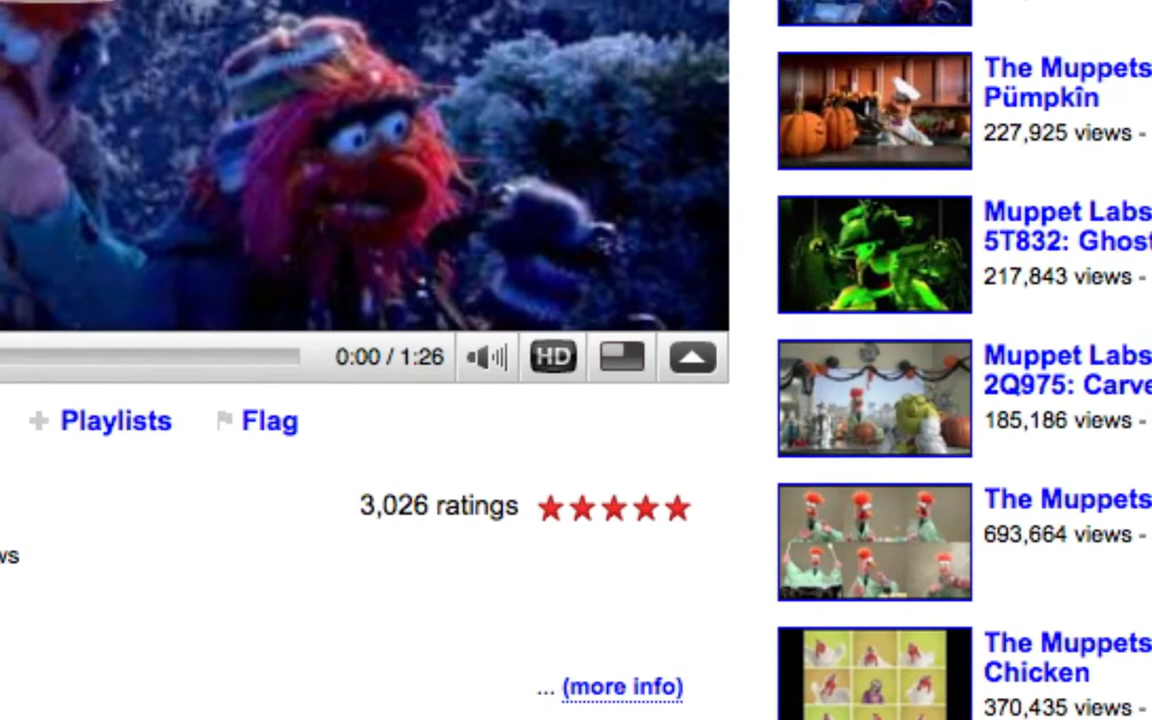 The Muppets
Pümpkîn
227,925 views -
Muppet Labs
5T832: Ghost
217,843 views -
0:00 / 1:26
HD
Muppet Labs
2Q975: Carve
185,186 views -
Playlists
Flag
3,026 ratings
ws
The Muppets
693,664 views -
... (more info)
The Muppets
Chicken
370,435 views -